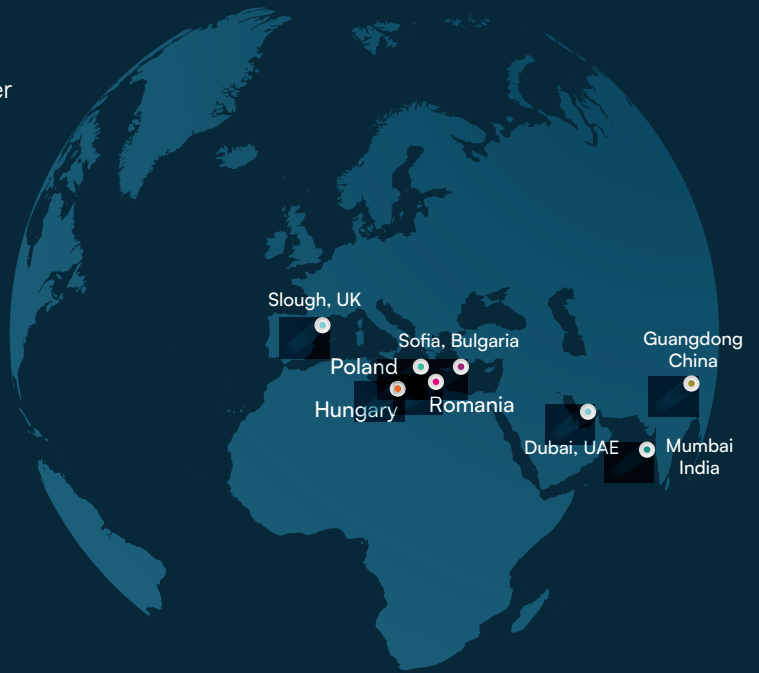 er
Slough, UK
Sofia, Bulgaria
Guangdong
China
Poland
Hungary
Romania
Dubai, UAE
Mumbai
India